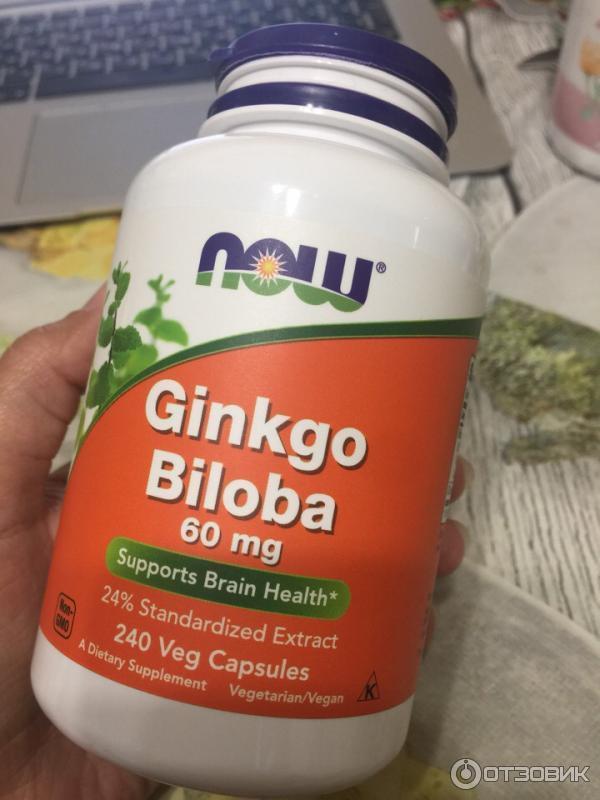 now®
Ginkgo
Biloba
60 mg
Supports Brain Health*
24% Standardized Extract
240 Veg Capsules
Non-
GMO
A Dietary Supplement
Vegetarian/Vegan
K
ОТЗОВИК